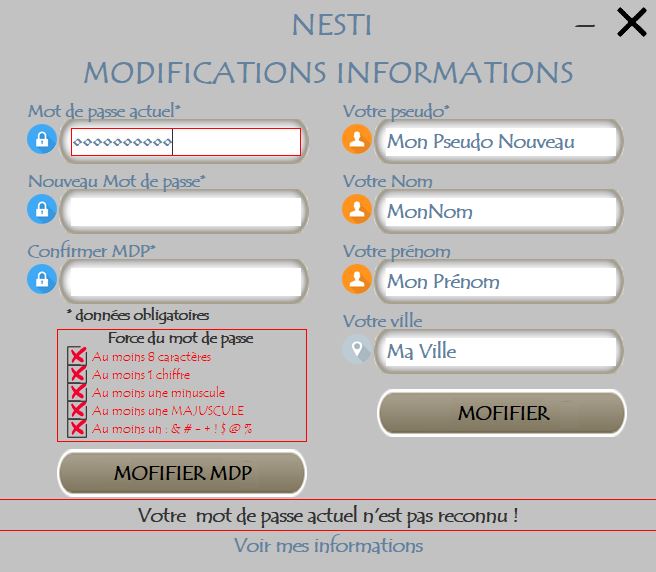 NESTI
MODIFICATIONS INFORMATIONS
Mot de passe actuel*
Nouveau Mot de passe*
Confirmer MDP*
* données obligatoires
Force du mot de passe
Au moins 8 caractères
Au moins 1 chiffre
Au moins une minuscule
Au moins une MAJUSCULE
Au moins un : & # - + ! $ @ %
MOFIFIER MDP
Votre pseudo*
Mon Pseudo Nouveau
Votre Nom
MonNom
Votre prénom
Mon Prénom
Votre ville
Ma Ville
MOFIFIER
Votre mot de passe actuel n'est pas reconnu !
Voir mes informations